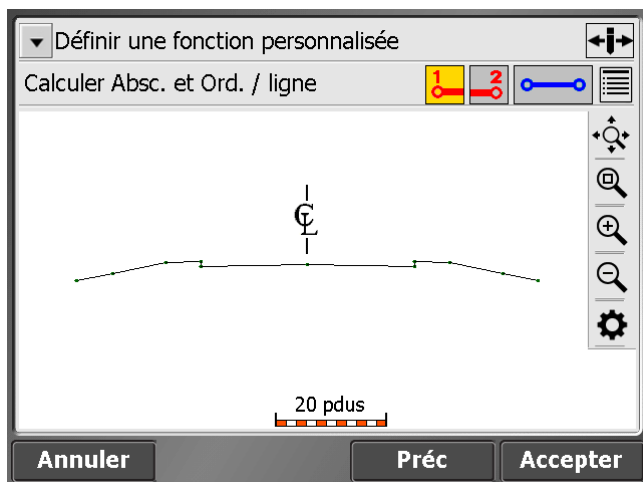 Définir une fonction personnalisée
Calculer Absc. et Ord. / ligne
1 2
CL
20 pdus
Annuler Préc Accepter